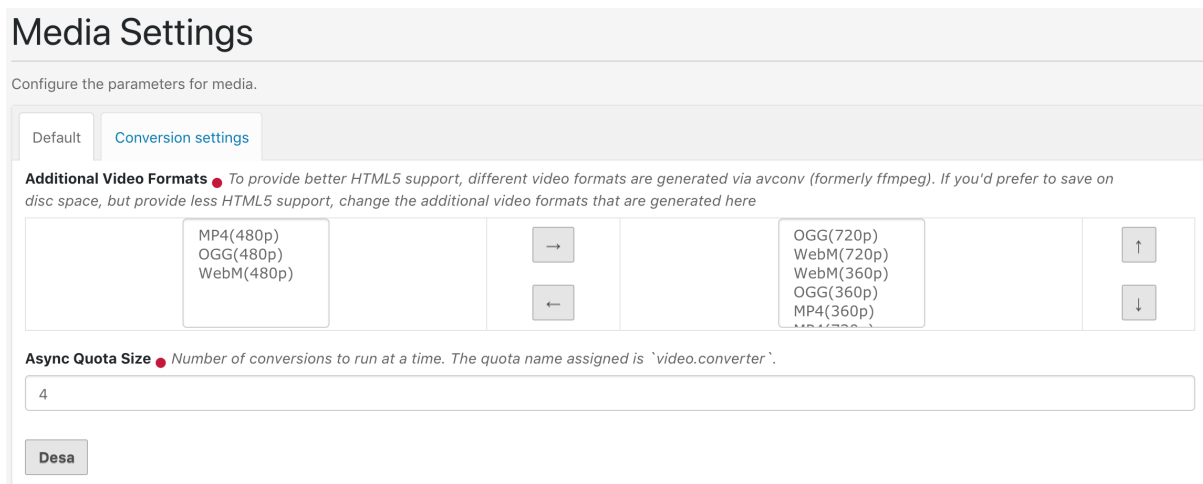 Media Settings
Configure the parameters for media.
Default
Conversion settings
Additional Video Formats To provide better HTML5 support, different video formats are generated via avconv (formerly ffmpeg). If you'd prefer to save on
disc space, but provide less HTML5 support, change the additional video formats that are generated here
MP4(480p)
OGG(480p)
WebM(480p)
→
←
OGG(720p)
WebM(720p)
WebM(360p)
OGG(360p)
MP4(360p)
↑
↓
Async Quota Size Number of conversions to run at a time. The quota name assigned is `video.converter`.
4
Desa